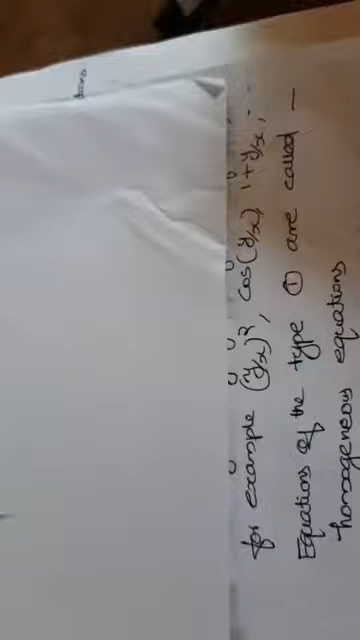 for example (y/x)², cos(y/x), 1+y/x, - -
Equations of the type ① are called —
homogeneous equations